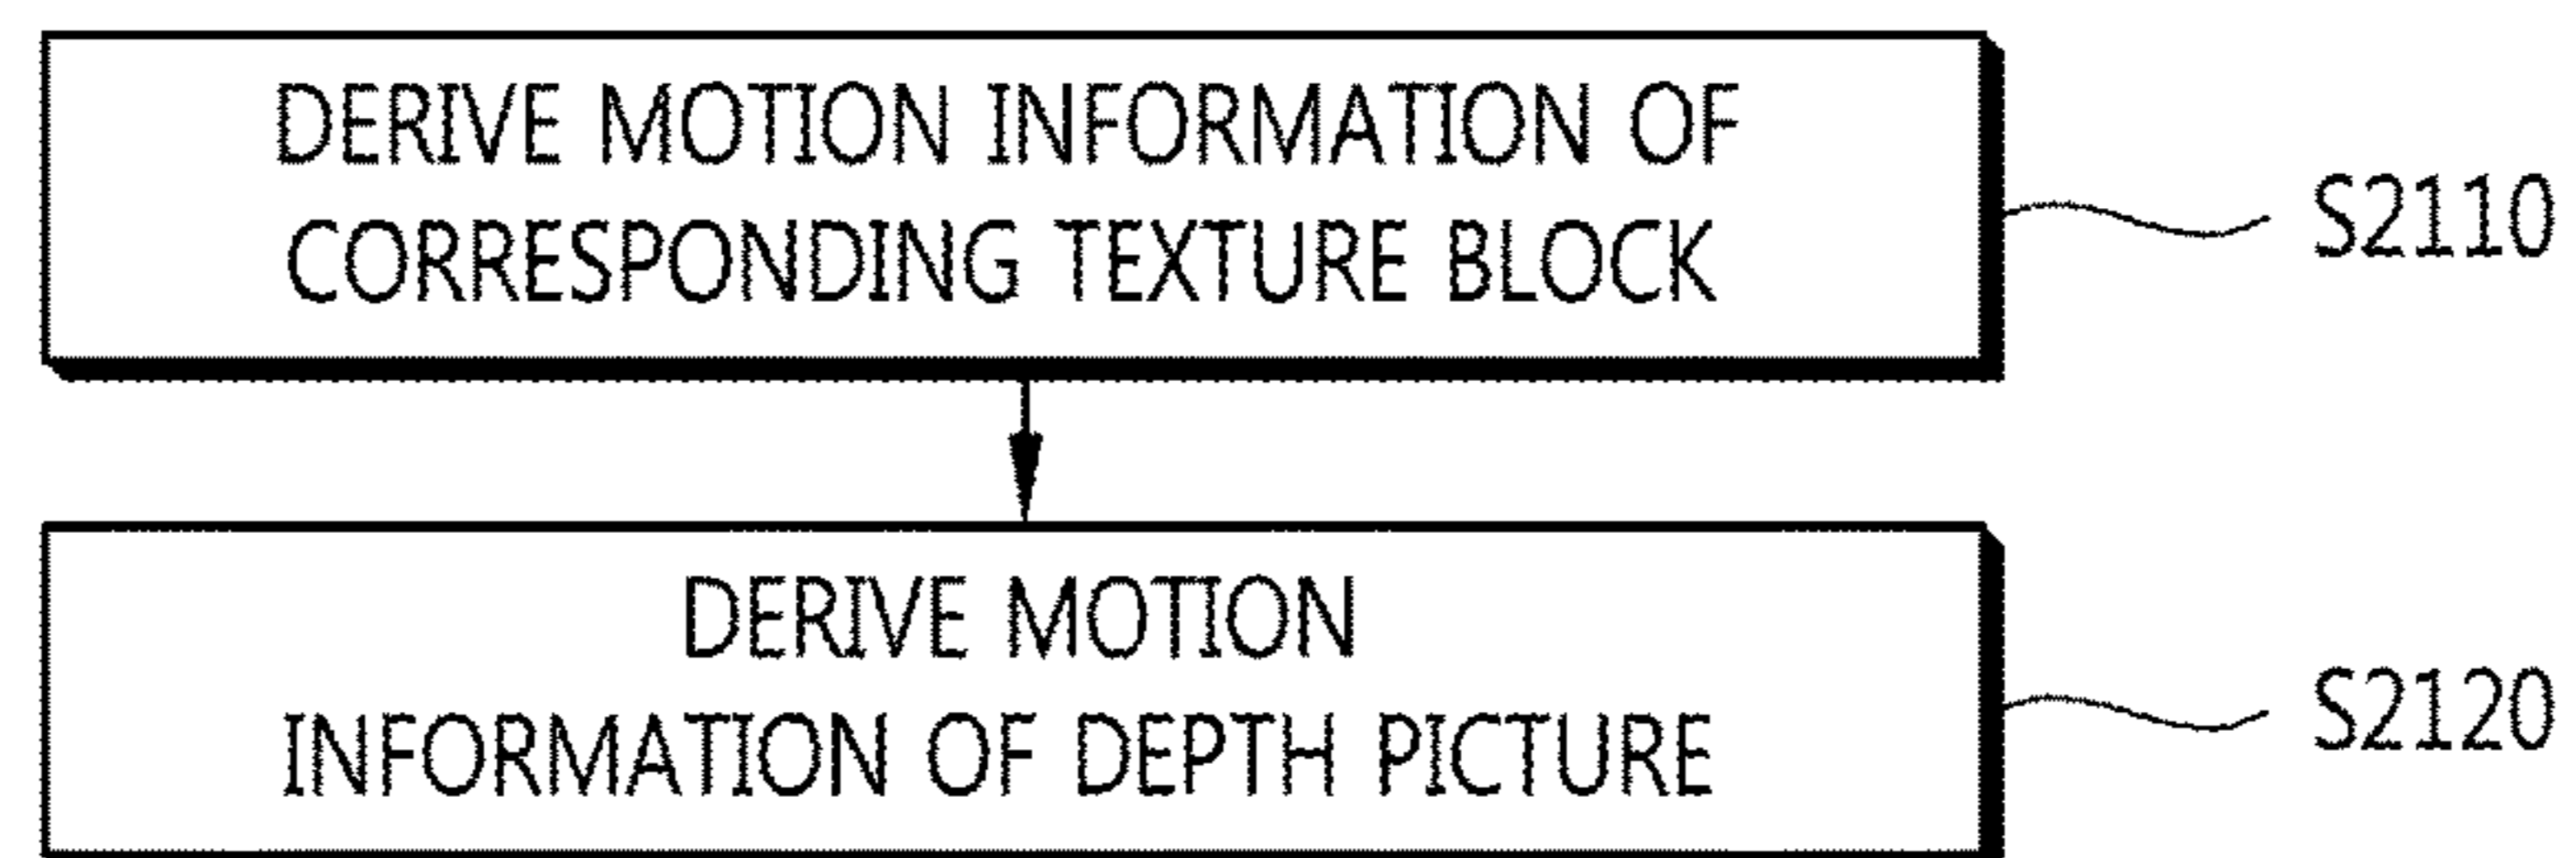 DERIVE MOTION INFORMATION OF
CORRESPONDING TEXTURE BLOCK
S2110
DERIVE MOTION
INFORMATION OF DEPTH PICTURE
S2120